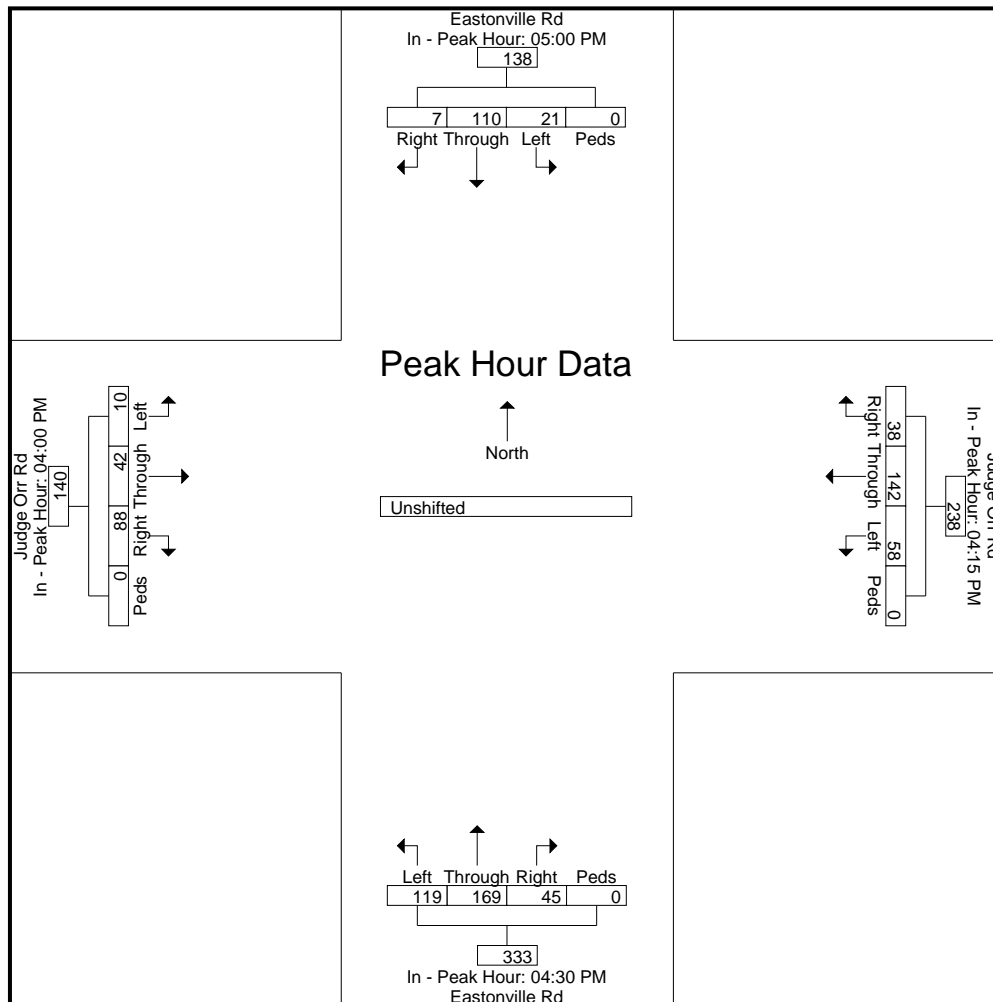 Eastonville Rd
In - Peak Hour: 05:00 PM
138
7 110 21 0
Right Through Left Peds
Peak Hour Data
North
Unshifted
Judge Orr Rd
In - Peak Hour: 04:00 PM
140
10 42 88 0
Left Through Right Peds
Judge Orr Rd
In - Peak Hour: 04:15 PM
238
38 142 58 0
Right Through Left Peds
Left Through Right Peds
119 169 45 0
333
In - Peak Hour: 04:30 PM
Eastonville Rd